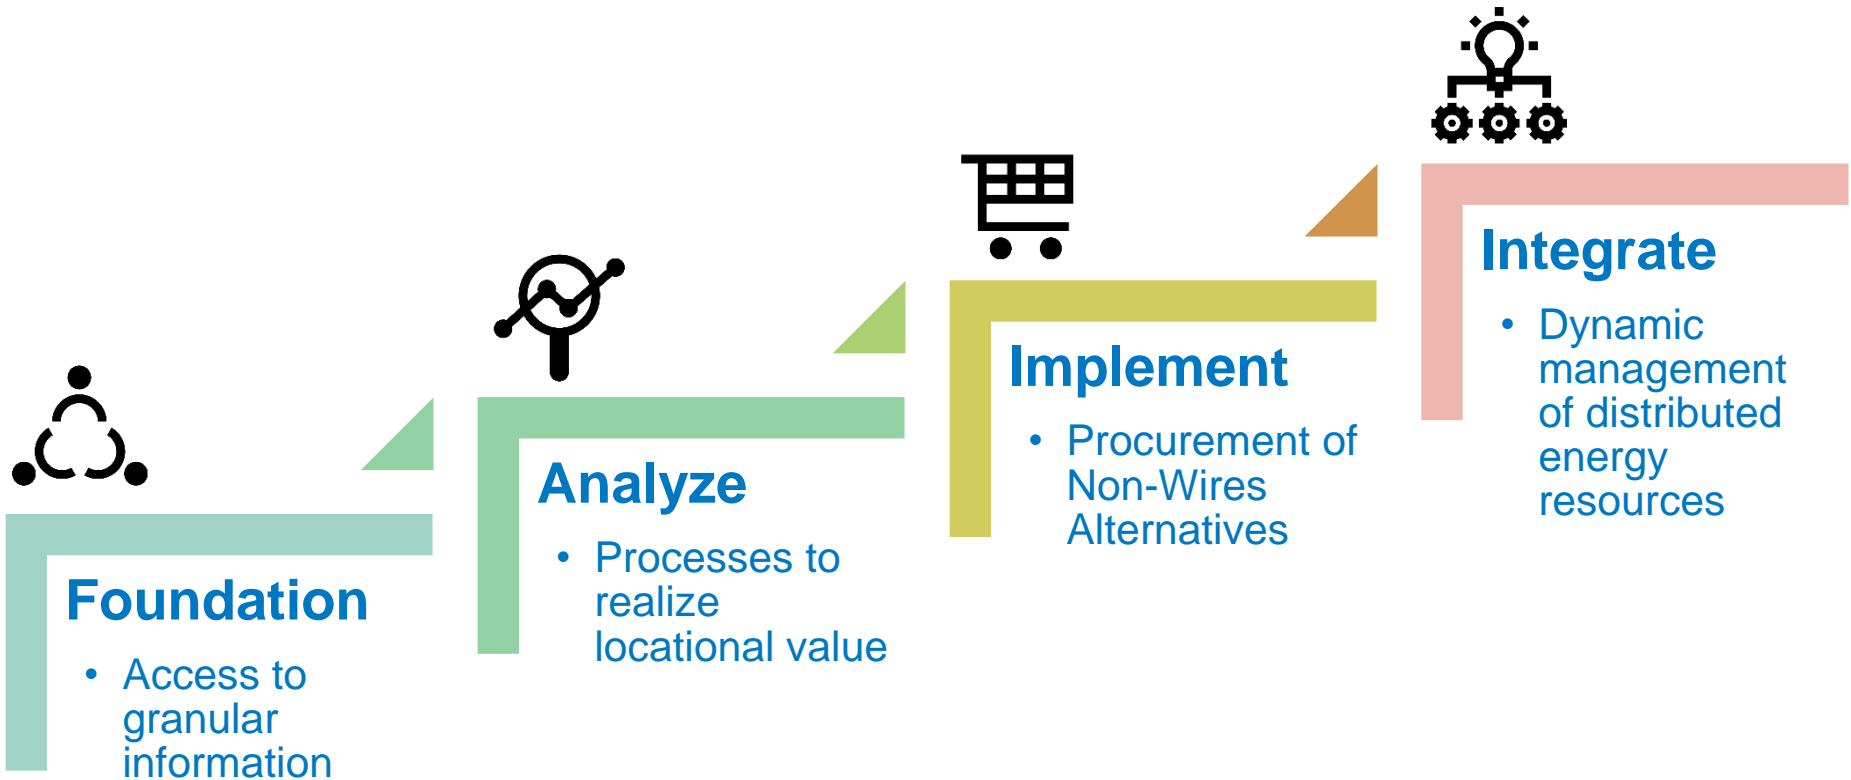 Foundation
• Access to
granular
information
Analyze
• Processes to
realize
locational value
Implement
• Procurement of
Non-Wires
Alternatives
Integrate
• Dynamic
management
of distributed
energy
resources